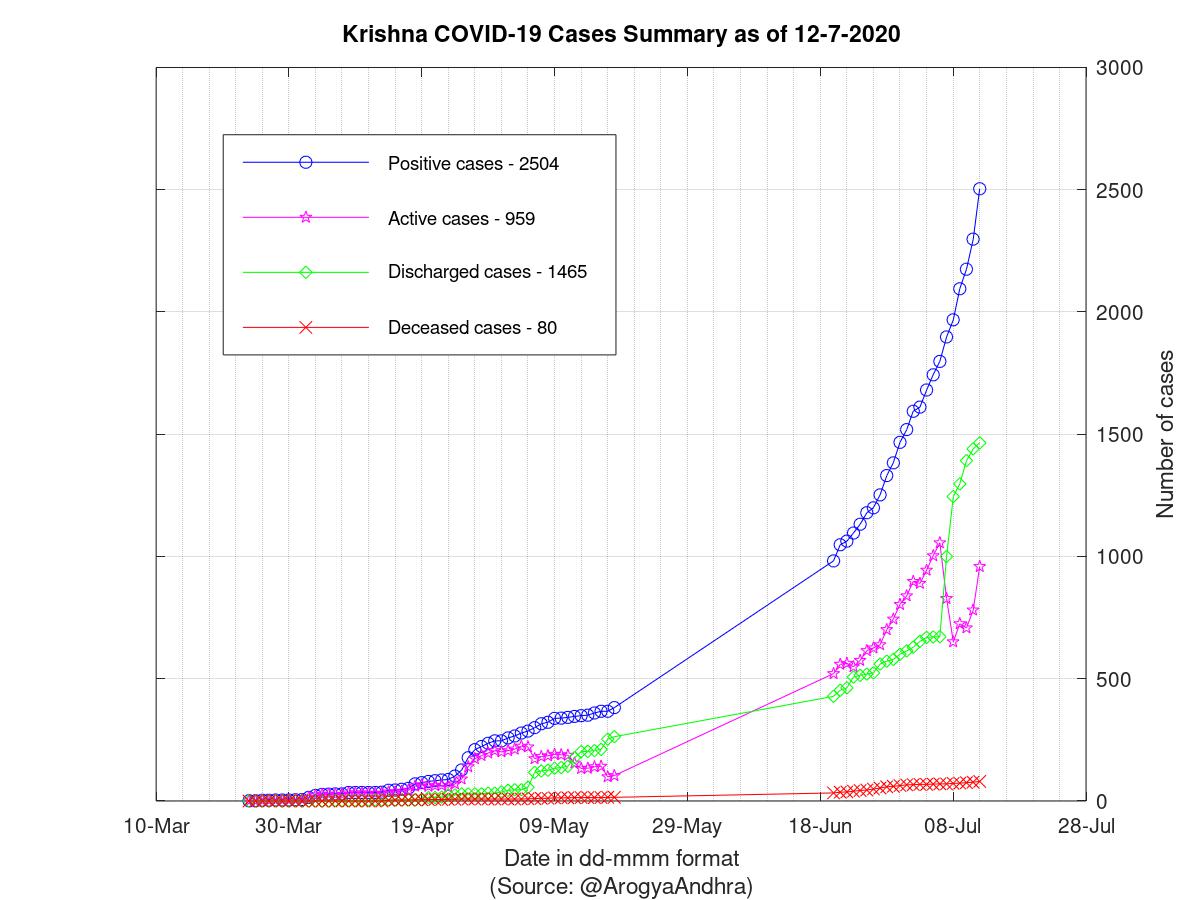 Krishna COVID-19 Cases Summary as of 12-7-2020
Positive cases - 2504
Active cases - 959
Discharged cases - 1465
Deceased cases - 80
3000
2500
2000
1500
1000
500
0
Number of cases
10-Mar 30-Mar 19-Apr 09-May 29-May 18-Jun 08-Jul 28-Jul
Date in dd-mmm format
(Source: @ArogyaAndhra)